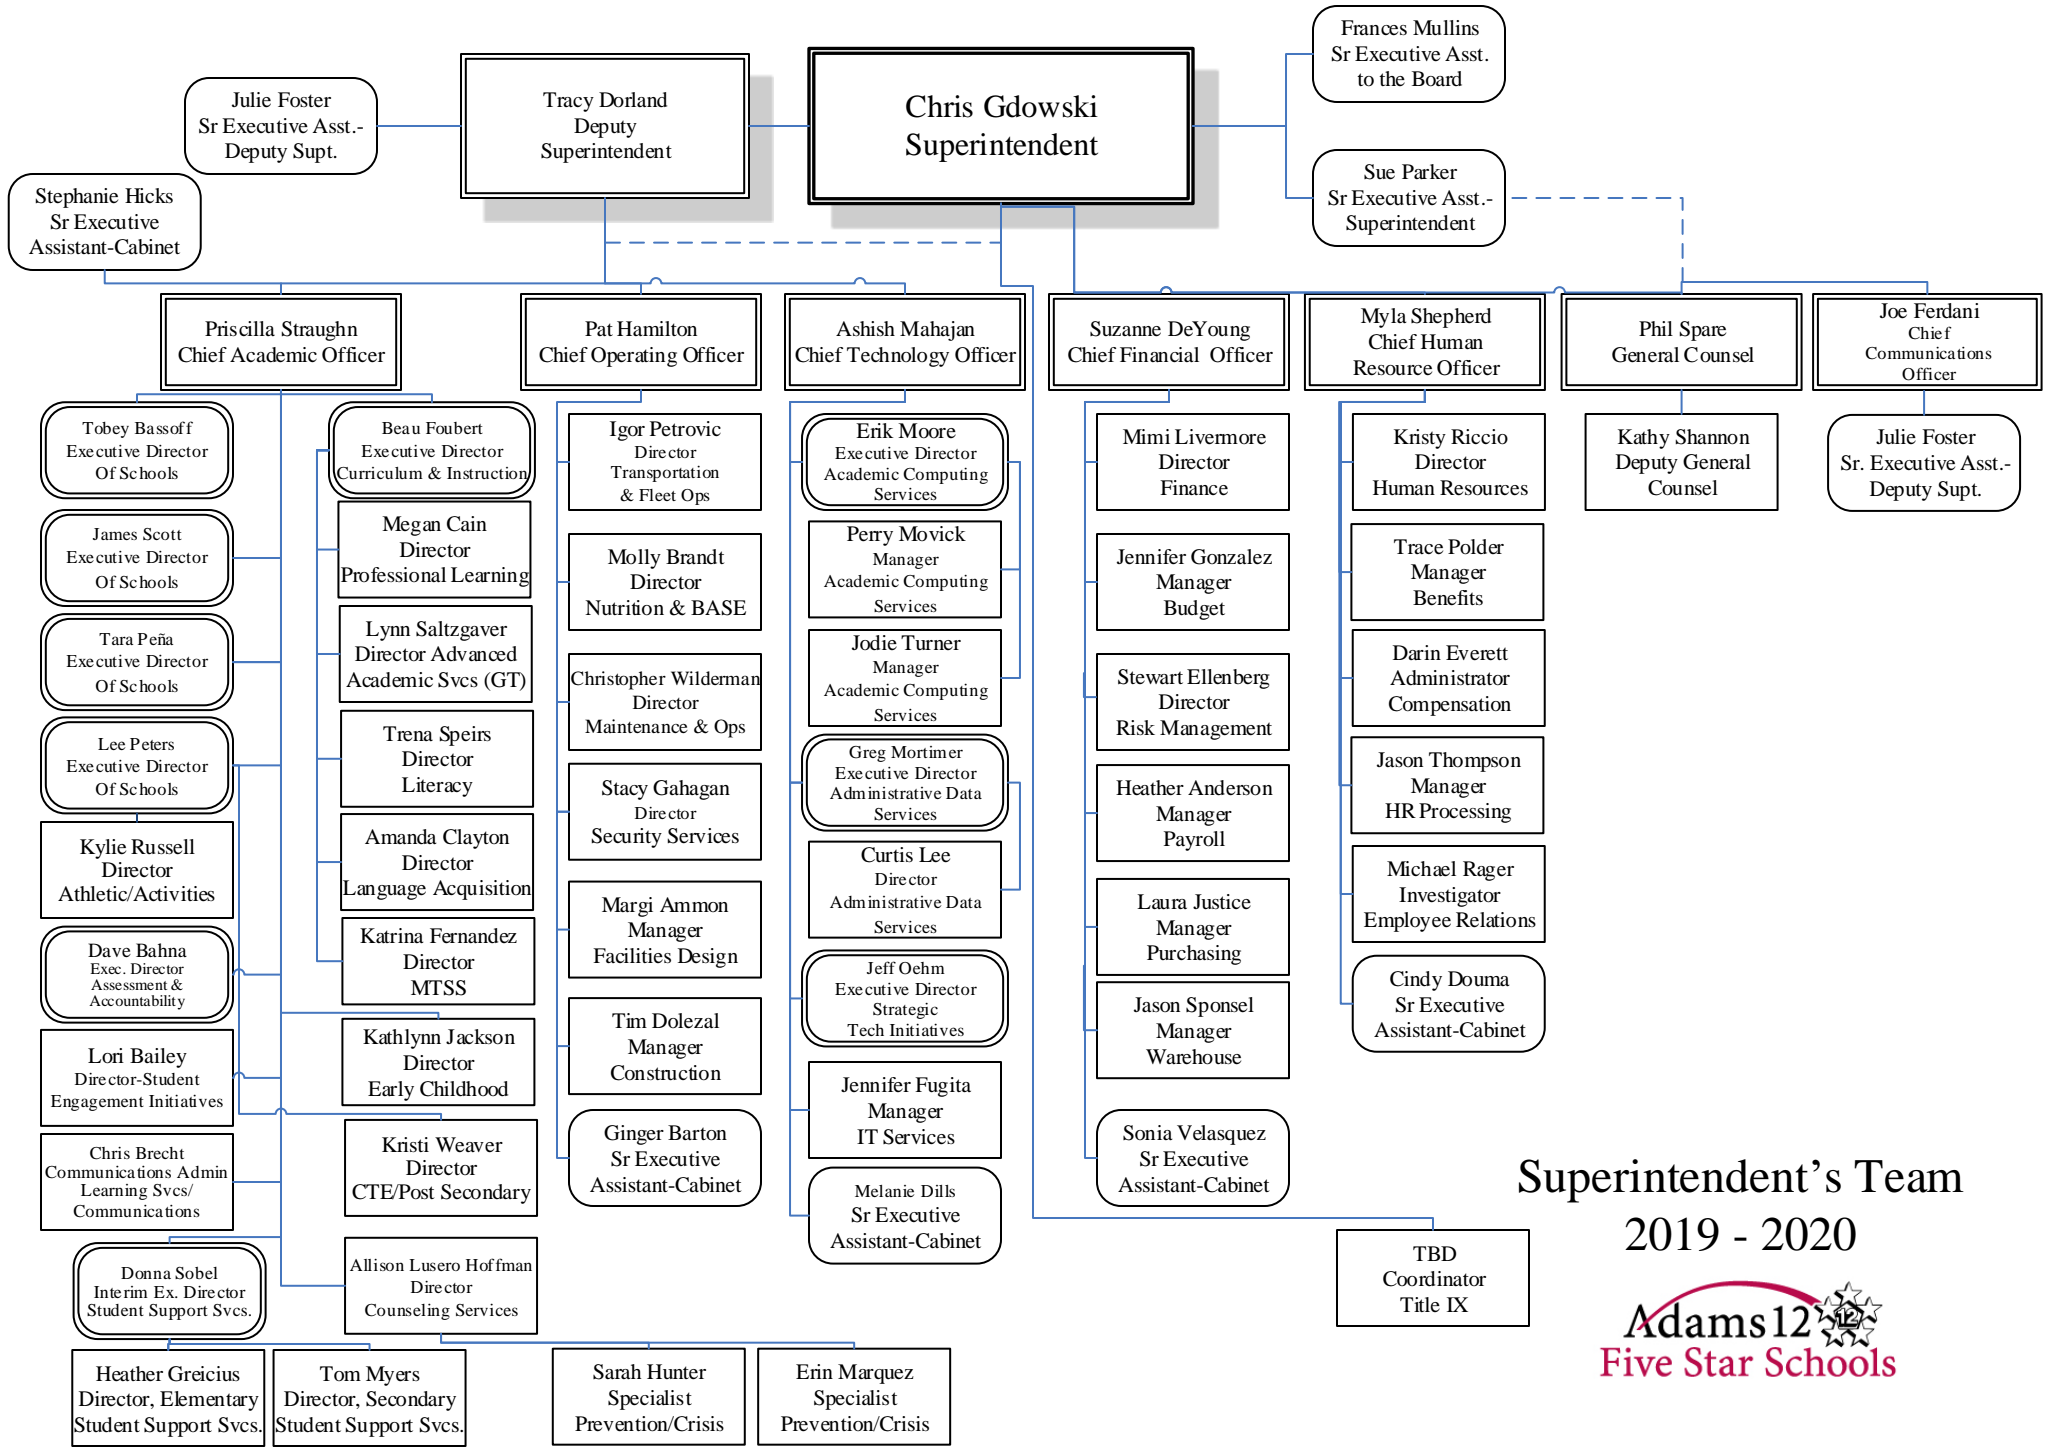 Frances Mullins
Sr Executive Asst.
to the Board
Julie Foster
Sr Executive Asst.-
Deputy Supt.
Tracy Dorland
Deputy
Superintendent
Chris Gdowski
Superintendent
Sue Parker
Sr Executive Asst.-
Superintendent
Stephanie Hicks
Sr Executive
Assistant-Cabinet
Priscilla Straughn
Chief Academic Officer
Pat Hamilton
Chief Operating Officer
Ashish Mahajan
Chief Technology Officer
Suzanne DeYoung
Chief Financial  Officer
Myla Shepherd
Chief Human
Resource Officer
Phil Spare
General Counsel
Joe Ferdani
Chief
Communications
Officer
Tobey Bassoff
Executive Director
Of Schools
James Scott
Executive Director
Of Schools
Tara Peña
Executive Director
Of Schools
Lee Peters
Executive Director
Of Schools
Kylie Russell
Director
Athletic/Activities
Dave Bahna
Exec. Director
Assessment &
Accountability
Lori Bailey
Director-Student
Engagement Initiatives
Chris Brecht
Communications Admin
Learning Svcs/
Communications
Donna Sobel
Interim Ex. Director
Student Support Svcs.
Heather Greicius
Director, Elementary
Student Support Svcs.
Tom Myers
Director, Secondary
Student Support Svcs.
Beau Foubert
Executive Director
Curriculum & Instruction
Megan Cain
Director
Professional Learning
Lynn Saltzgaver
Director Advanced
Academic Svcs (GT)
Trena Speirs
Director
Literacy
Amanda Clayton
Director
Language Acquisition
Katrina Fernandez
Director
MTSS
Kathlynn Jackson
Director
Early Childhood
Kristi Weaver
Director
CTE/Post Secondary
Allison Lusero Hoffman
Director
Counseling Services
Sarah Hunter
Specialist
Prevention/Crisis
Erin Marquez
Specialist
Prevention/Crisis
Igor Petrovic
Director
Transportation
& Fleet Ops
Molly Brandt
Director
Nutrition & BASE
Christopher Wilderman
Director
Maintenance & Ops
Stacy Gahagan
Director
Security Services
Margi Ammon
Manager
Facilities Design
Tim Dolezal
Manager
Construction
Ginger Barton
Sr Executive
Assistant-Cabinet
Erik Moore
Executive Director
Academic Computing
Services
Perry Movick
Manager
Academic Computing
Services
Jodie Turner
Manager
Academic Computing
Services
Greg Mortimer
Executive Director
Administrative Data
Services
Curtis Lee
Director
Administrative Data
Services
Jeff Oehm
Executive Director
Strategic
Tech Initiatives
Jennifer Fugita
Manager
IT Services
Melanie Dills
Sr Executive
Assistant-Cabinet
Mimi Livermore
Director
Finance
Jennifer Gonzalez
Manager
Budget
Stewart Ellenberg
Director
Risk Management
Heather Anderson
Manager
Payroll
Laura Justice
Manager
Purchasing
Jason Sponsel
Manager
Warehouse
Sonia Velasquez
Sr Executive
Assistant-Cabinet
Kristy Riccio
Director
Human Resources
Trace Polder
Manager
Benefits
Darin Everett
Administrator
Compensation
Jason Thompson
Manager
HR Processing
Michael Rager
Investigator
Employee Relations
Cindy Douma
Sr Executive
Assistant-Cabinet
Kathy Shannon
Deputy General
Counsel
Julie Foster
Sr. Executive Asst.-
Deputy Supt.
TBD
Coordinator
Title IX
Superintendent’s Team
2019 - 2020
Adams12
12
Five Star Schools